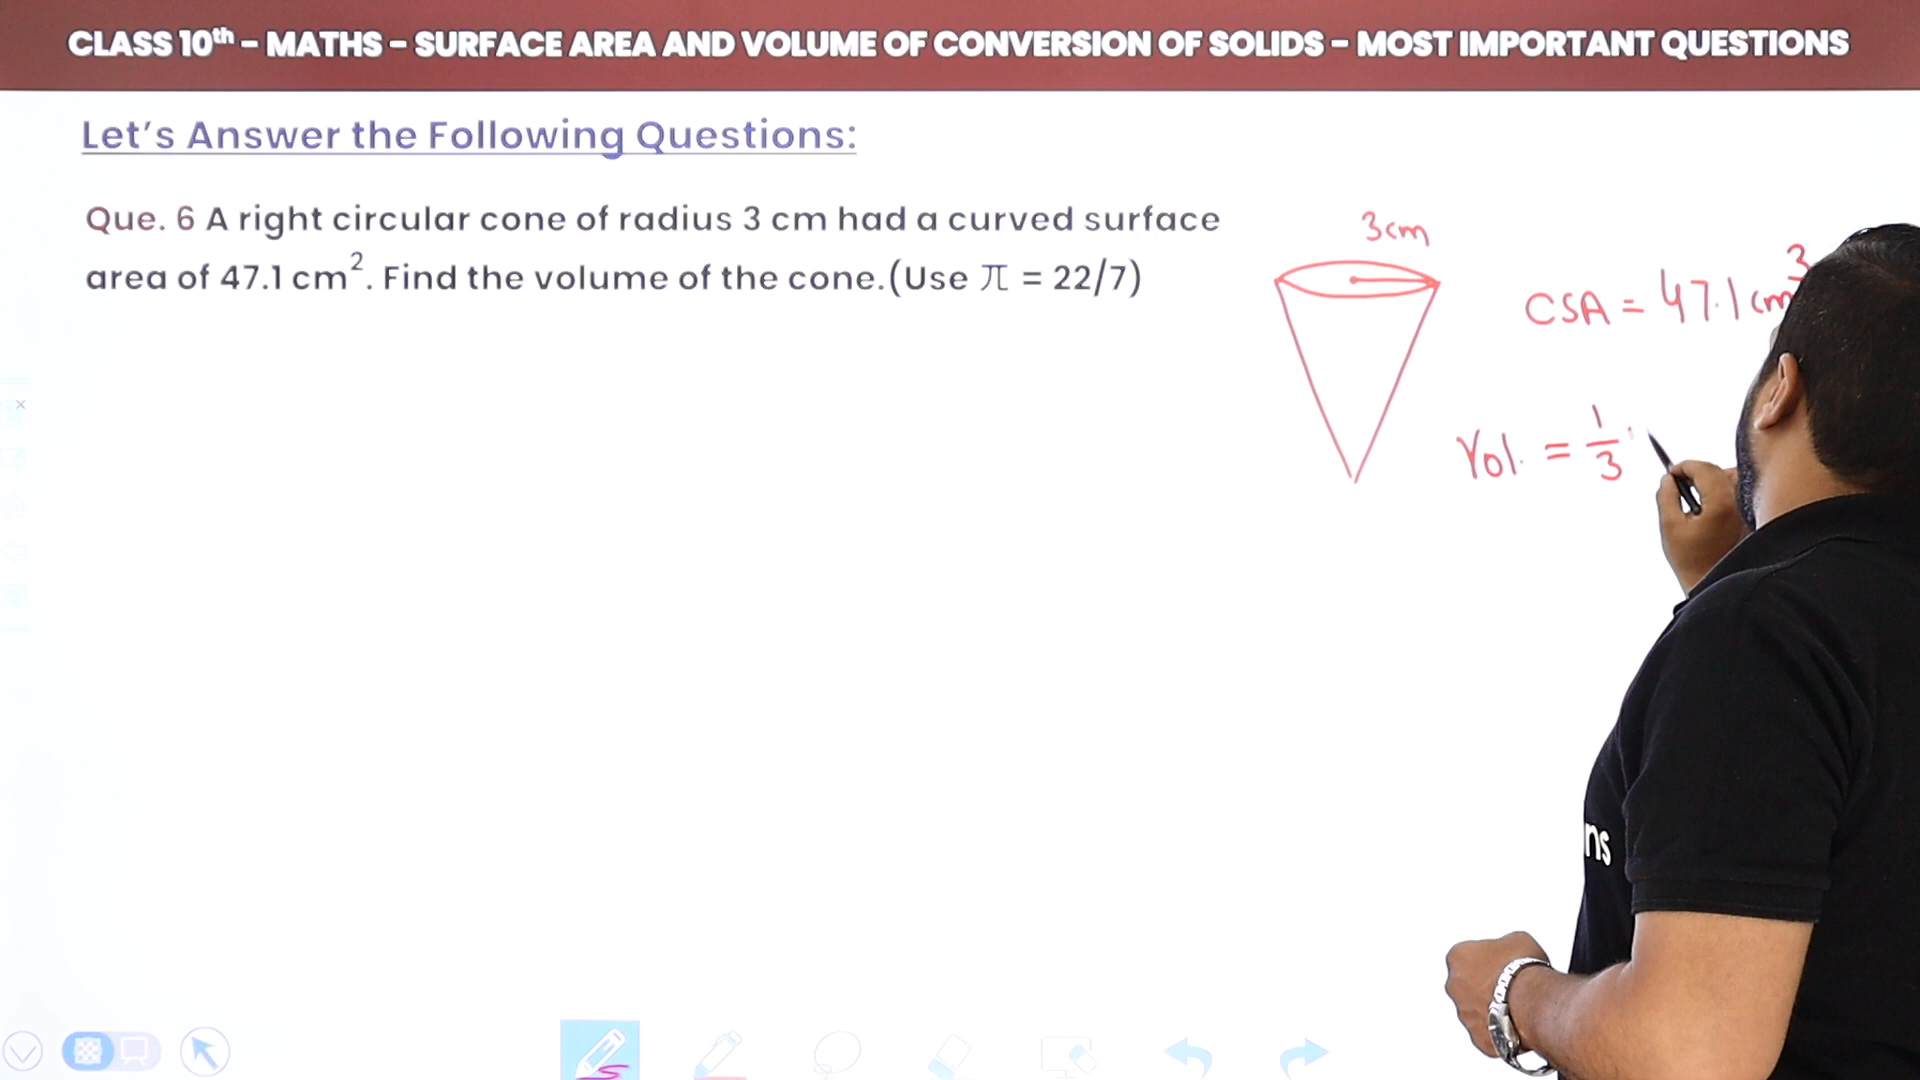 CLASS 10th - MATHS - SURFACE AREA AND VOLUME OF CONVERSION OF SOLIDS - MOST IMPORTANT QUESTIONS
Let's Answer the Following Questions:
Que. 6 A right circular cone of radius 3 cm had a curved surface
area of 47.1 cm². Find the volume of the cone.(Use π = 22/7)
3cm
CSA = 47.1 cm³
Vol. = 1/3
ns